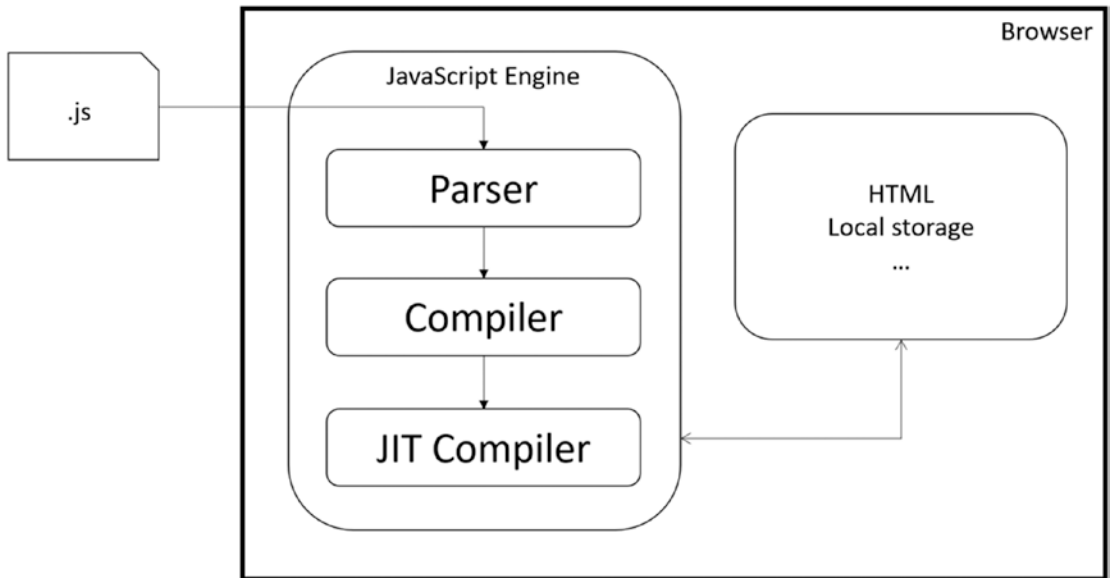 Browser
.js
JavaScript Engine
Parser
Compiler
JIT Compiler
HTML
Local storage
...